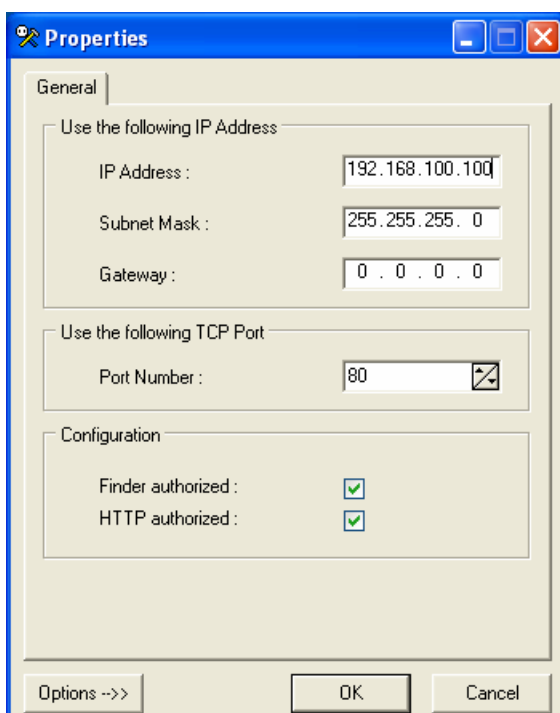 Properties
General
Use the following IP Address
IP Address : 192.168.100.100
Subnet Mask : 255.255.255. 0
Gateway : 0 . 0 . 0 . 0
Use the following TCP Port
Port Number : 80
Configuration
Finder authorized :
HTTP authorized :
Options -->> OK Cancel